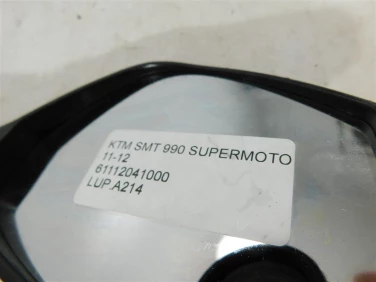 KTM SMT 990 SUPERMOTO
11-12
61112041000
LUP.A214